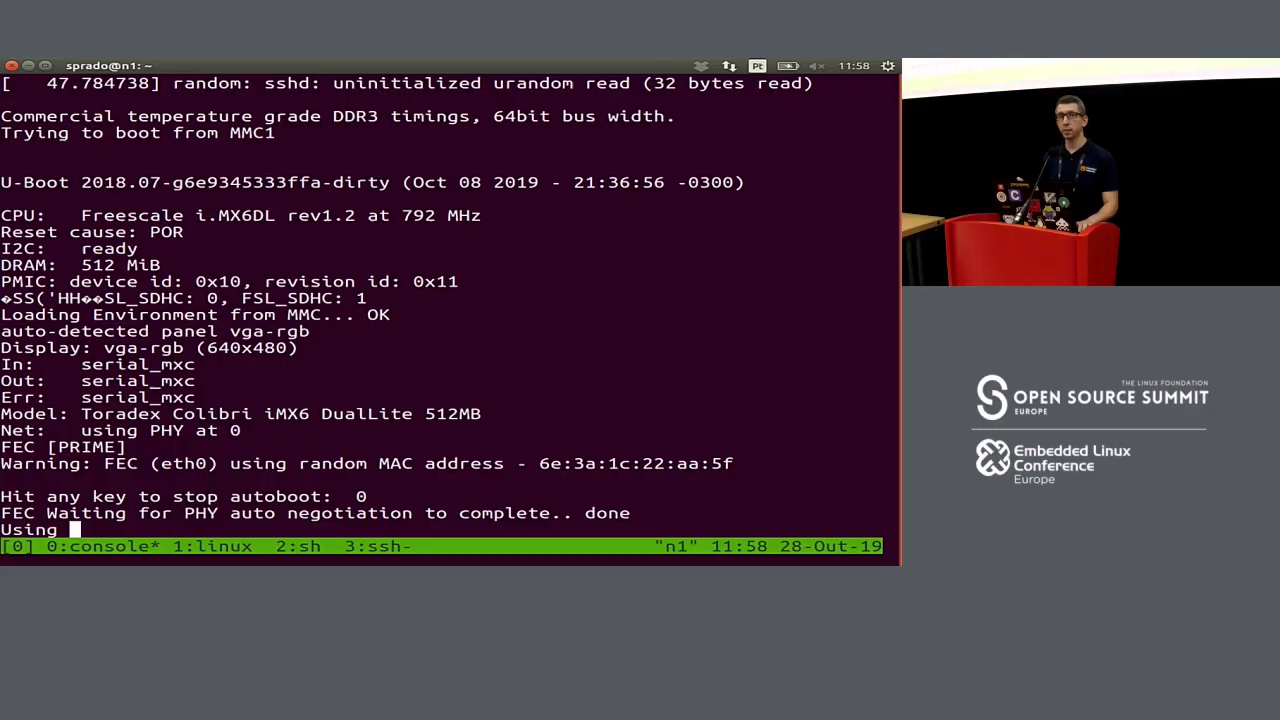 sprado@n1: ~
Pt
11:58
[   47.784738] random: sshd: uninitialized urandom read (32 bytes read)
Commercial temperature grade DDR3 timings, 64bit bus width.
Trying to boot from MMC1
U-Boot 2018.07-g6e9345333ffa-dirty (Oct 08 2019 - 21:36:56 -0300)
CPU:   Freescale i.MX6DL rev1.2 at 792 MHz
Reset cause: POR
I2C:   ready
DRAM:  512 MiB
PMIC: device id: 0x10, revision id: 0x11
�SS('HH��SL_SDHC: 0, FSL_SDHC: 1
Loading Environment from MMC... OK
auto-detected panel vga-rgb
Display: vga-rgb (640x480)
In:    serial_mxc
Out:   serial_mxc
Err:   serial_mxc
Model: Toradex Colibri iMX6 DualLite 512MB
Net:   using PHY at 0
FEC [PRIME]
Warning: FEC (eth0) using random MAC address - 6e:3a:1c:22:aa:5f
Hit any key to stop autoboot:  0
FEC Waiting for PHY auto negotiation to complete.. done
Using
[0] 0:console* 1:linux  2:sh  3:ssh-    "n1" 11:58 28-Oct-19
THE LINUX FOUNDATION
OPEN SOURCE SUMMIT
EUROPE
Embedded Linux
Conference
Europe